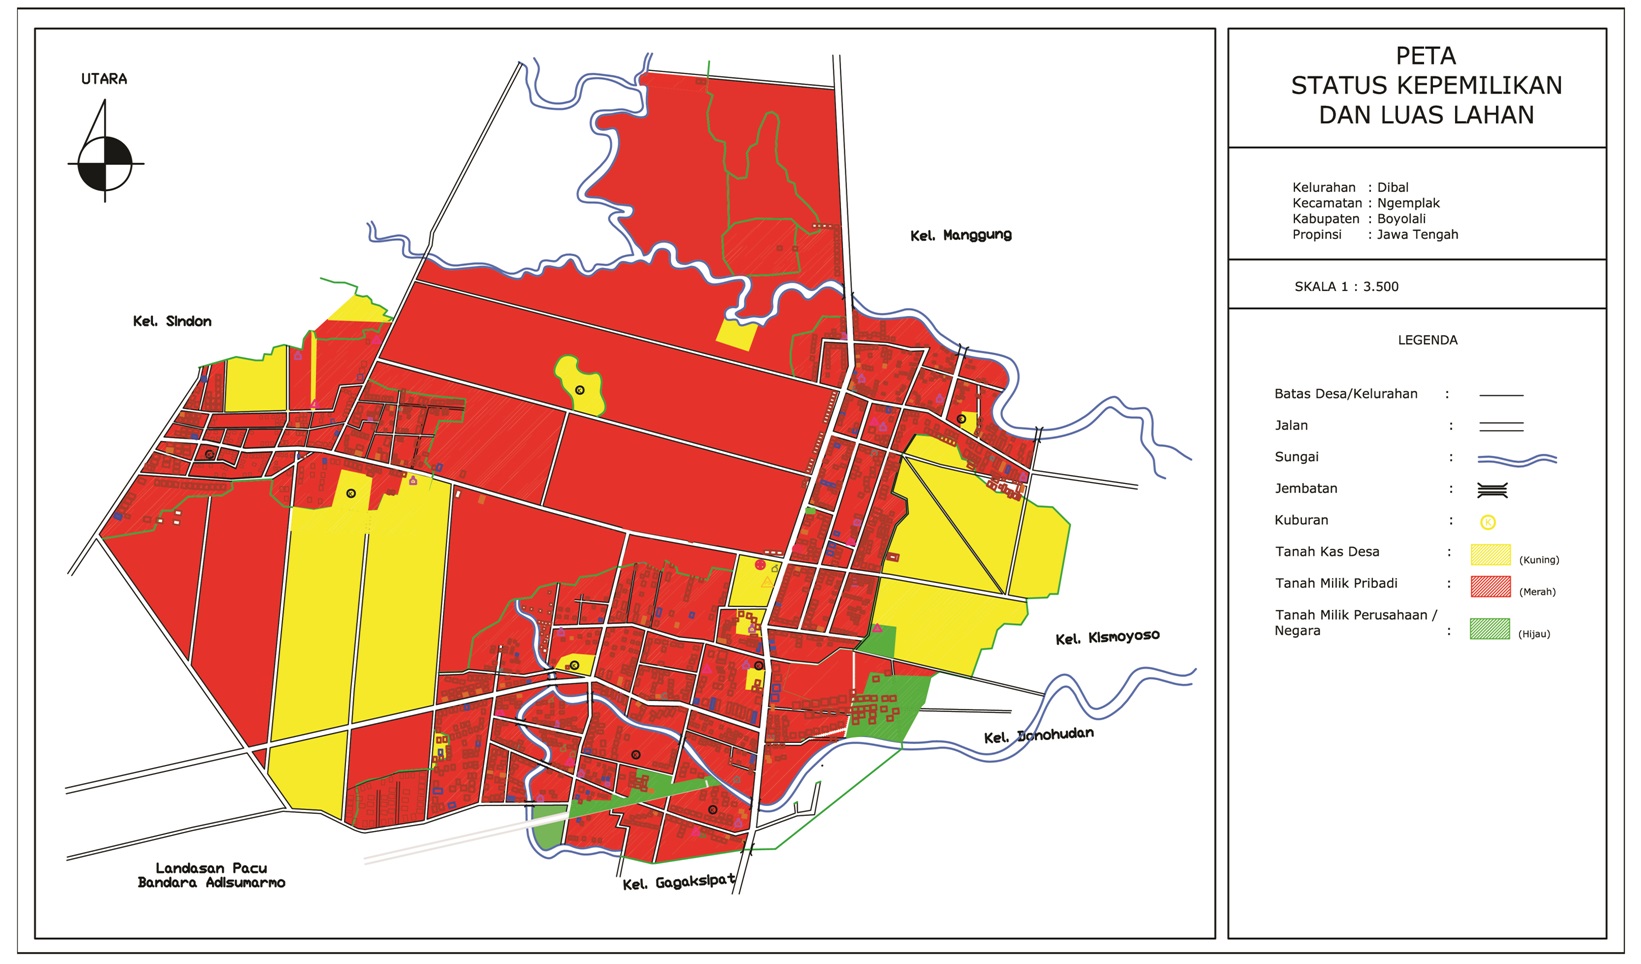 UTARA
Kel. Manggung
Kel. Sindon
Kel. Kismoyoso
Kel. Donohudan
Landasan Pacu
Bandara Adisumarmo
Kel. Gagaksipat
PETA
STATUS KEPEMILIKAN
DAN LUAS LAHAN
Kelurahan : Dibal
Kecamatan : Ngemplak
Kabupaten : Boyolali
Propinsi : Jawa Tengah
SKALA 1 : 3.500
LEGENDA
Batas Desa/Kelurahan :
Jalan :
Sungai :
Jembatan :
Kuburan : K
Tanah Kas Desa : (Kuning)
Tanah Milik Pribadi : (Merah)
Tanah Milik Perusahaan /
Negara : (Hijau)